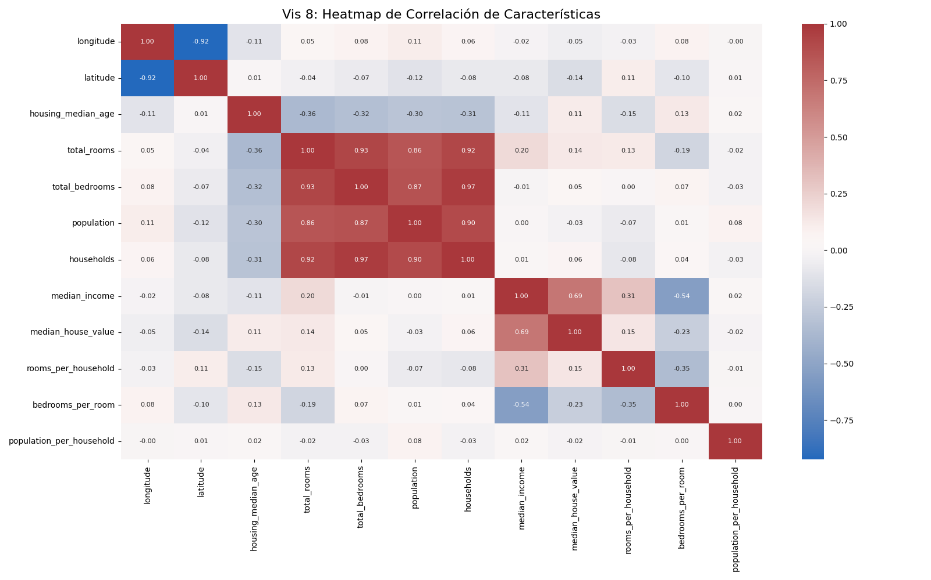 Vis 8: Heatmap de Correlación de Características
longitude 1.00 -0.92 -0.11 0.05 0.08 0.11 0.06 -0.02 -0.05 -0.03 0.08 -0.00
latitude -0.92 1.00 0.01 -0.04 -0.07 -0.12 -0.08 -0.08 -0.14 0.11 -0.10 0.01
housing_median_age -0.11 0.01 1.00 -0.36 -0.32 -0.30 -0.31 -0.11 0.11 -0.15 0.13 0.02
total_rooms 0.05 -0.04 -0.36 1.00 0.93 0.86 0.92 0.20 0.14 0.13 -0.19 -0.02
total_bedrooms 0.08 -0.07 -0.32 0.93 1.00 0.87 0.97 -0.01 0.05 0.00 0.07 -0.03
population 0.11 -0.12 -0.30 0.86 0.87 1.00 0.90 0.00 -0.03 -0.07 0.01 0.08
households 0.06 -0.08 -0.31 0.92 0.97 0.90 1.00 0.01 0.06 -0.08 0.04 -0.03
median_income -0.02 -0.08 -0.11 0.20 -0.01 0.00 0.01 1.00 0.69 0.31 -0.54 0.02
median_house_value -0.05 -0.14 0.11 0.14 0.05 -0.03 0.06 0.69 1.00 0.15 -0.23 -0.02
rooms_per_household -0.03 0.11 -0.15 0.13 0.00 -0.07 -0.08 0.31 0.15 1.00 -0.35 -0.01
bedrooms_per_room 0.08 -0.10 0.13 -0.19 0.07 0.01 0.04 -0.54 -0.23 -0.35 1.00 0.00
population_per_household -0.00 0.01 0.02 -0.02 -0.03 0.08 -0.03 0.02 -0.02 -0.01 0.00 1.00
longitude
latitude
housing_median_age
total_rooms
total_bedrooms
population
households
median_income
median_house_value
rooms_per_household
bedrooms_per_room
population_per_household
1.00
0.75
0.50
0.25
0.00
−0.25
−0.50
−0.75